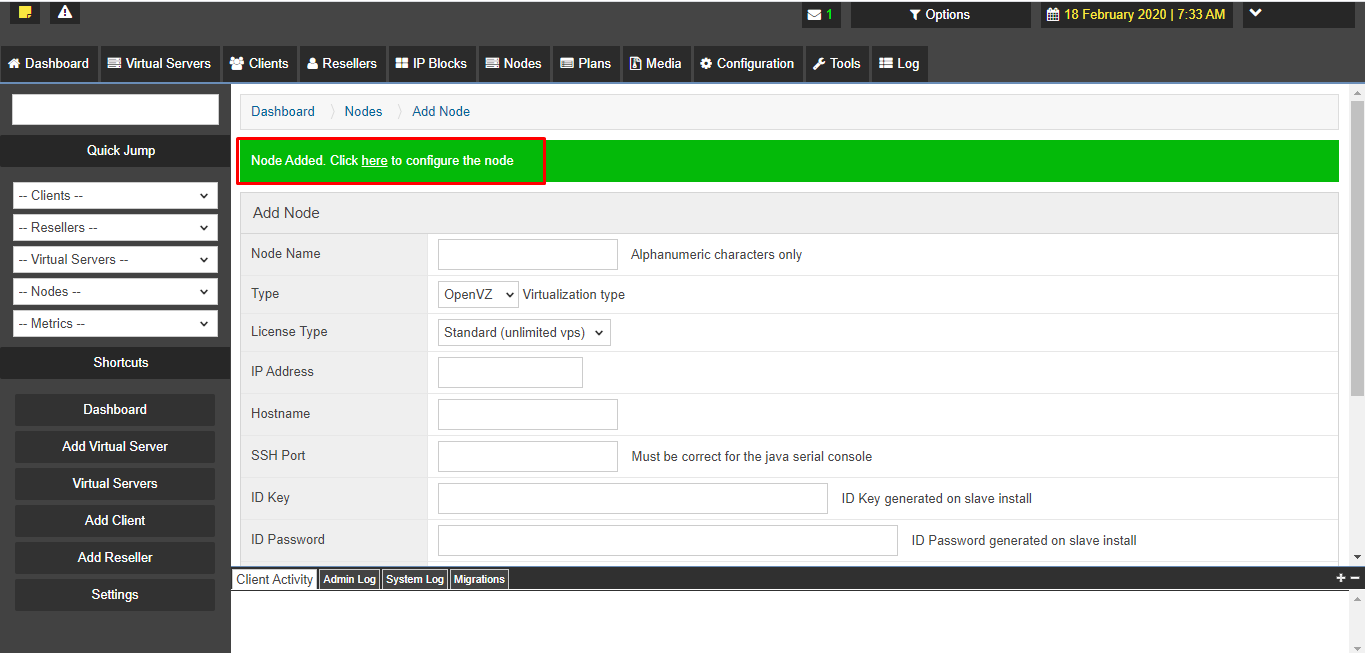 1
Options
18 February 2020 | 7:33 AM
Dashboard
Virtual Servers
Clients
Resellers
IP Blocks
Nodes
Plans
Media
Configuration
Tools
Log
Quick Jump
-- Clients --
-- Resellers --
-- Virtual Servers --
-- Nodes --
-- Metrics --
Shortcuts
Dashboard
Add Virtual Server
Virtual Servers
Add Client
Add Reseller
Settings
Dashboard
Nodes
Add Node
Node Added. Click here to configure the node
Add Node
Node Name
Alphanumeric characters only
Type
OpenVZ
Virtualization type
License Type
Standard (unlimited vps)
IP Address
Hostname
SSH Port
Must be correct for the java serial console
ID Key
ID Key generated on slave install
ID Password
ID Password generated on slave install
Client Activity
Admin Log
System Log
Migrations